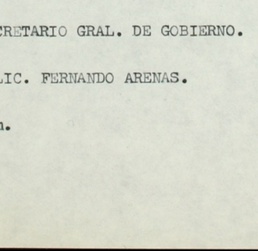 CRETARIO GRAL. DE GOBIERNO.
LIC. FERNANDO ARENAS.